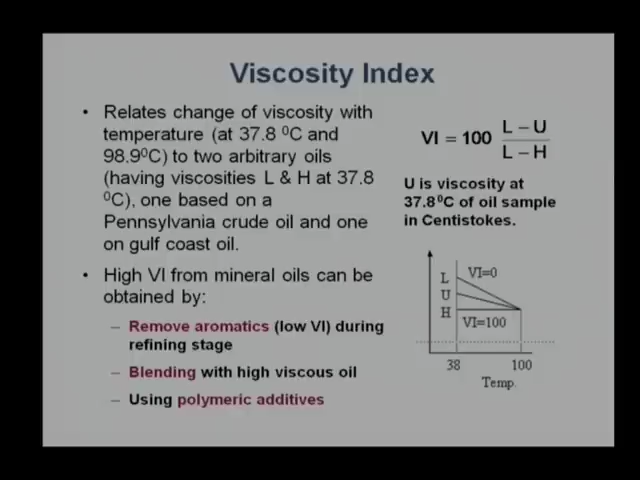 Viscosity Index
• Relates change of viscosity with
temperature (at 37.8 ⁰C and
98.9⁰C) to two arbitrary oils
(having viscosities L & H at 37.8
⁰C), one based on a
Pennsylvania crude oil and one
on gulf coast oil.
• High VI from mineral oils can be
obtained by:
– Remove aromatics (low VI) during
refining stage
– Blending with high viscous oil
– Using polymeric additives
VI = 100 L – U
L – H
U is viscosity at
37.8⁰C of oil sample
in Centistokes.
L
VI=0
U
H
VI=100
38
100
Temp.